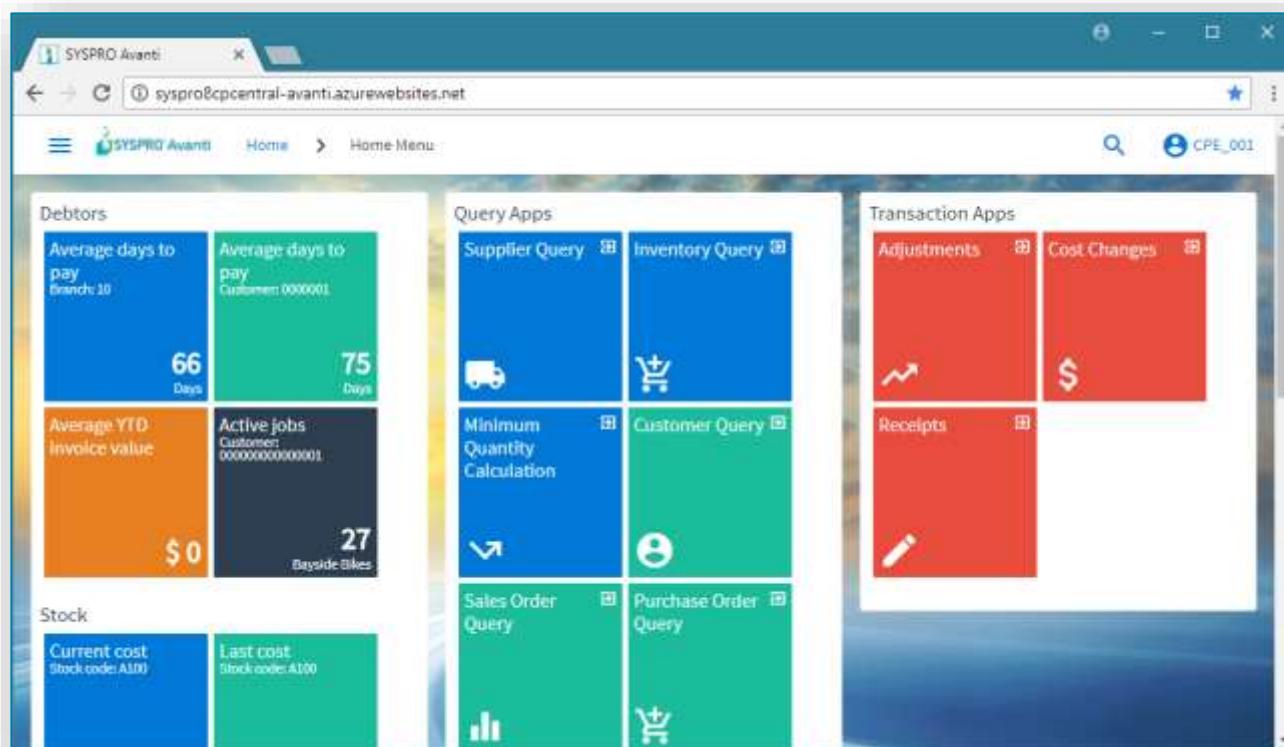 SYSPRO Avanti
syspro8cpcentral-avanti.azurewebsites.net
SYSPRO Avanti
Home
Home Menu
CPE_001
Debtors
Average days to
pay
Branch: 10
66
Days
Average days to
pay
Customer: 0000001
75
Days
Average YTD
invoice value
$ 0
Active jobs
Customer:
000000000000001
27
Bayside Bikes
Stock
Current cost
Stock code: A100
Last cost
Stock code: A100
Query Apps
Supplier Query
Inventory Query
Minimum
Quantity
Calculation
Customer Query
Sales Order
Query
Purchase Order
Query
Transaction Apps
Adjustments
Cost Changes
$
Receipts